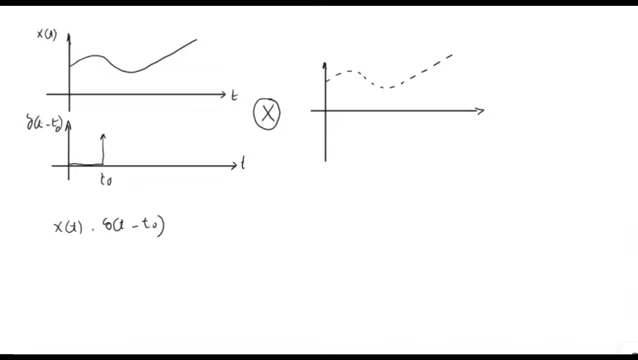 x(t)
t
δ(t-t₀)
t
t₀
X
x(t) . δ(t - t₀)